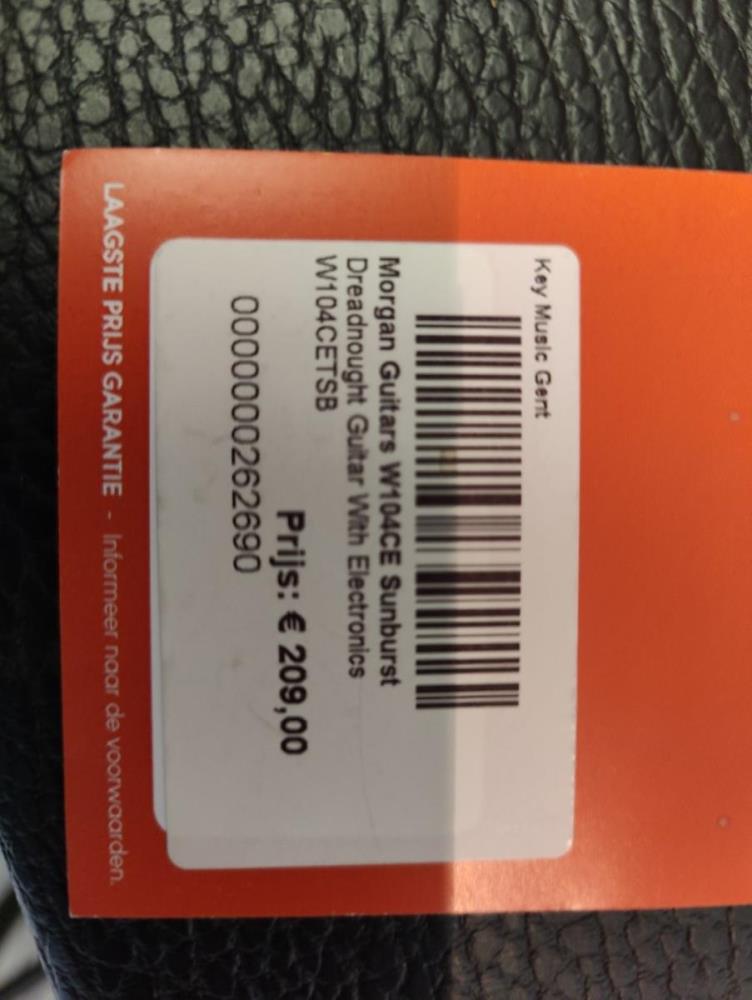 Key Music Gent
Morgan Guitars W104CE Sunburst
Dreadnought Guitar With Electronics
W104CETSB
Prijs: € 209,00
0000000262690
LAAGSTE PRIJS GARANTIE - Informeer naar de voorwaarden.